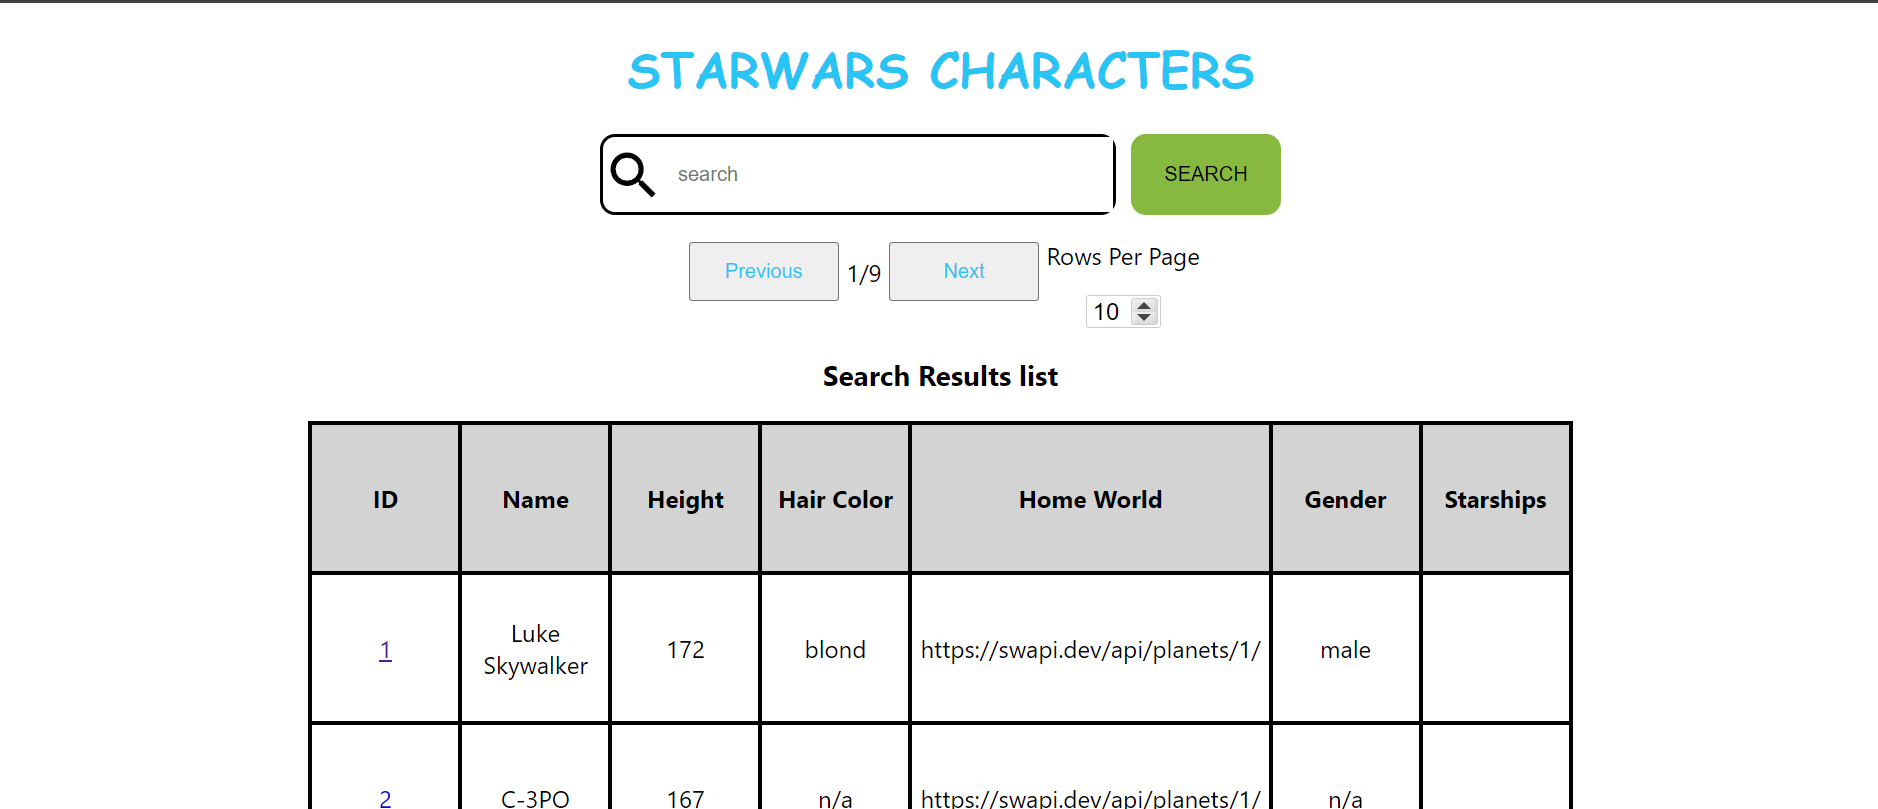 STARWARS CHARACTERS
search
SEARCH
Previous 1/9 Next Rows Per Page
10
Search Results list
ID Name Height Hair Color Home World Gender Starships
1 Luke Skywalker 172 blond https://swapi.dev/api/planets/1/ male
2 C-3PO 167 n/a https://swapi.dev/api/planets/1/ n/a